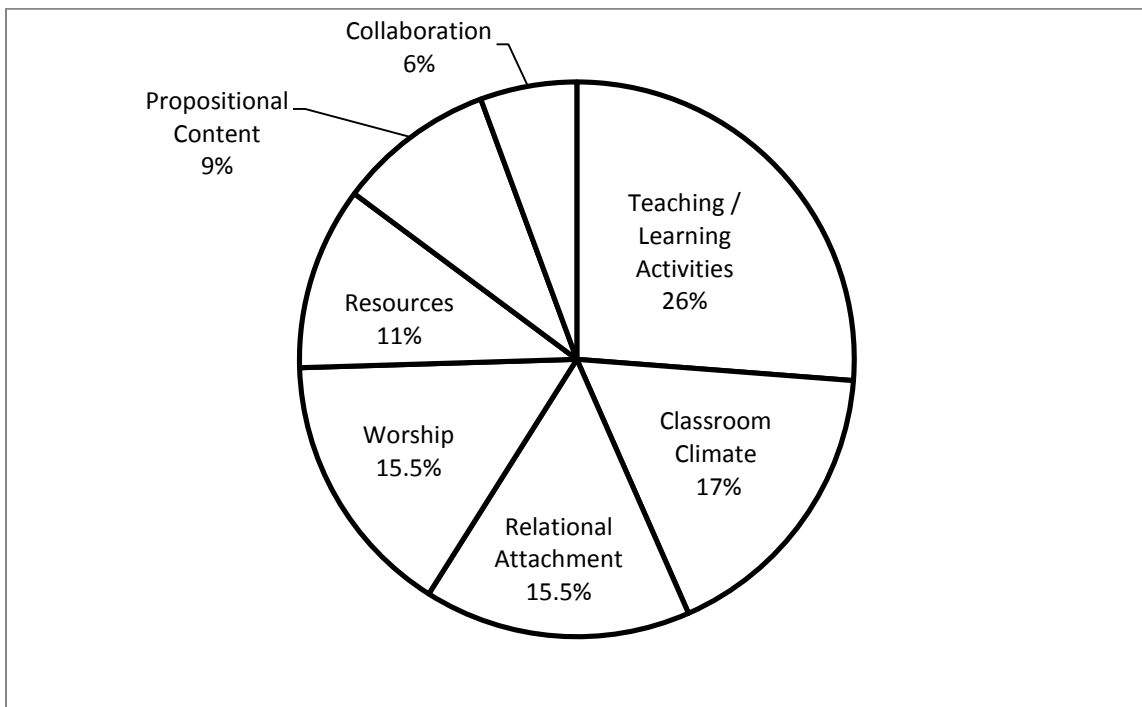 Collaboration
6%
Propositional
Content
9%
Teaching /
Learning
Activities
26%
Resources
11%
Classroom
Climate
17%
Worship
15.5%
Relational
Attachment
15.5%